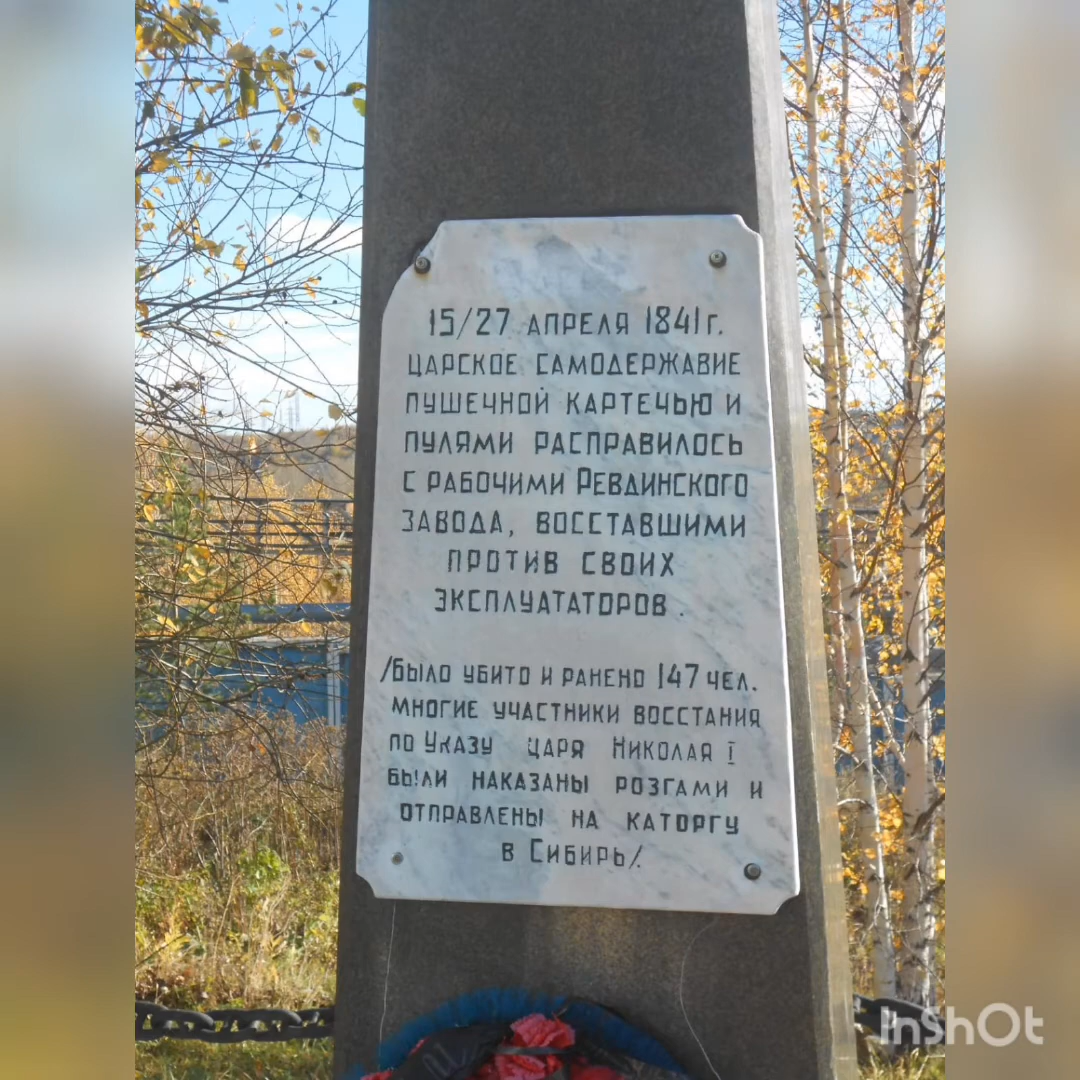 15/27 АПРЕЛЯ 1841 г.
ЦАРСКОЕ САМОДЕРЖАВИЕ
ПУШЕЧНОЙ КАРТЕЧЬЮ И
ПУЛЯМИ РАСПРАВИЛОСЬ
С РАБОЧИМИ РЕВДИНСКОГО
ЗАВОДА, ВОССТАВШИМИ
ПРОТИВ СВОИХ
ЭКСПЛУАТАТОРОВ.
/БЫЛО УБИТО И РАНЕНО 147 ЧЕЛ.
МНОГИЕ УЧАСТНИКИ ВОССТАНИЯ
ПО УКАЗУ ЦАРЯ НИКОЛАЯ I
БЫЛИ НАКАЗАНЫ РОЗГАМИ И
ОТПРАВЛЕНЫ НА КАТОРГУ
В СИБИРЬ/.
InShOt